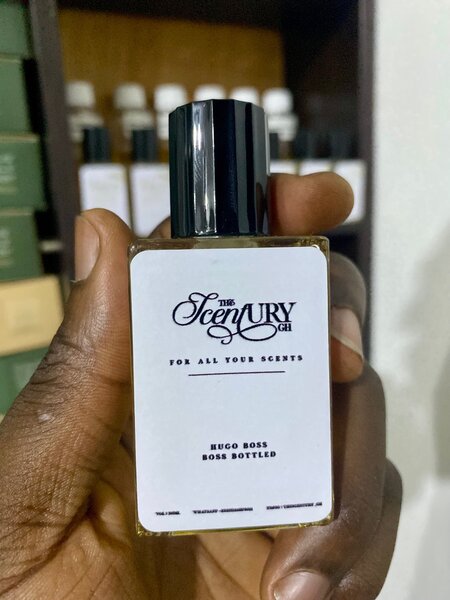 THE
ScentURY
GH
FOR ALL YOUR SCENTS
HUGO BOSS
BOSS BOTTLED